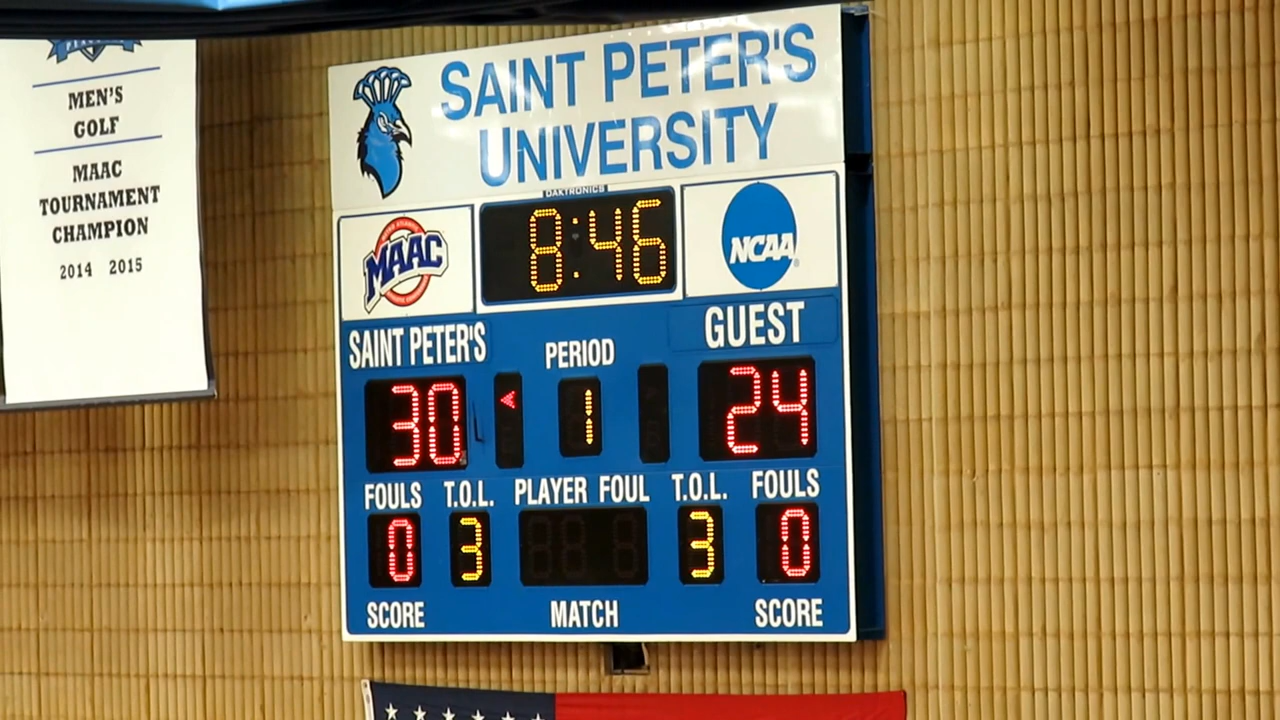 MEN'S
GOLF
MAAC
TOURNAMENT
CHAMPION
2014 2015
SAINT PETER'S
UNIVERSITY
DAKTRONICS
MAAC
8:46
NCAA
SAINT PETER'S
PERIOD
GUEST
30
1
24
FOULS
T.O.L.
PLAYER FOUL
T.O.L.
FOULS
0
3
3
0
SCORE
MATCH
SCORE